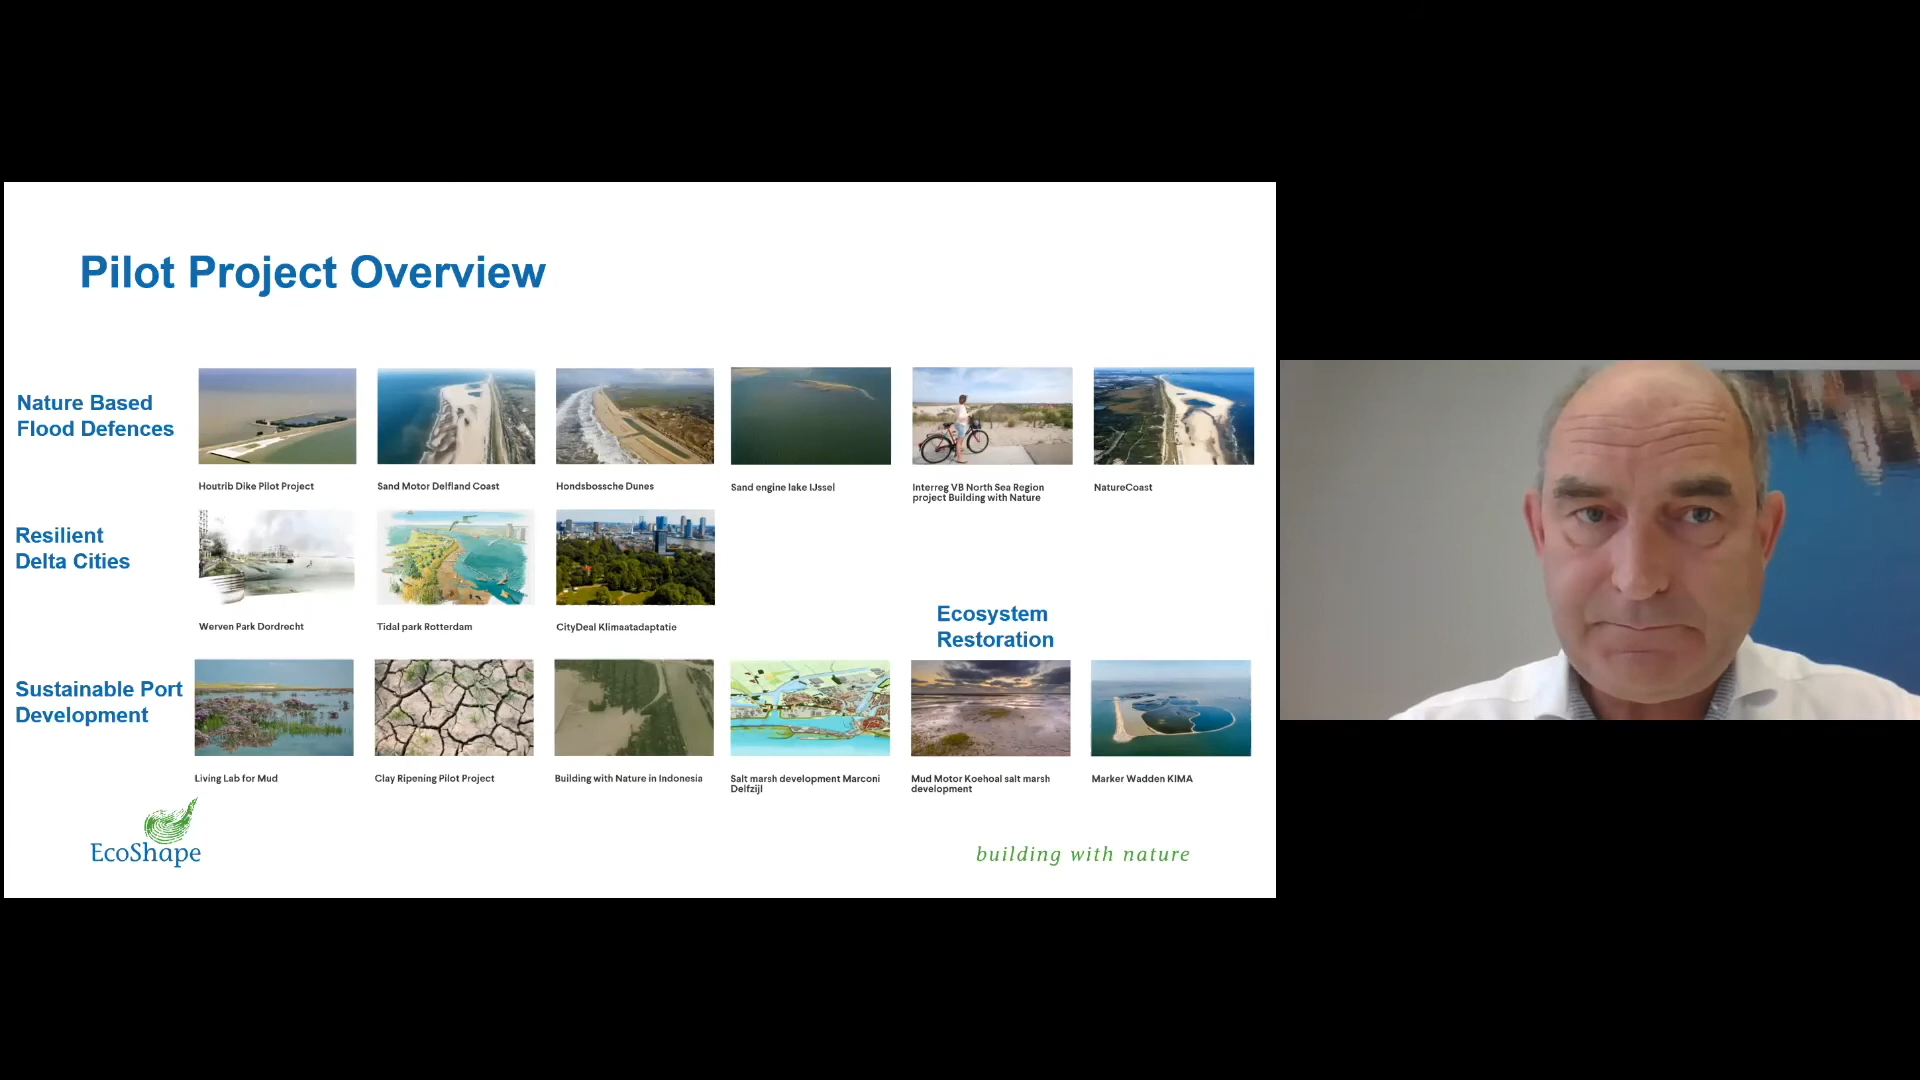 Pilot Project Overview
Nature Based
Flood Defences
Houtrib Dike Pilot Project
Sand Motor Delfland Coast
Hondsbossche Dunes
Sand engine lake IJssel
Interreg VB North Sea Region
project Building with Nature
NatureCoast
Resilient
Delta Cities
Werven Park Dordrecht
Tidal park Rotterdam
CityDeal Klimaatadaptatie
Ecosystem
Restoration
Sustainable Port
Development
Living Lab for Mud
Clay Ripening Pilot Project
Building with Nature in Indonesia
Salt marsh development Marconi
Delfzijl
Mud Motor Koehoal salt marsh
development
Marker Wadden KIMA
EcoShape
building with nature